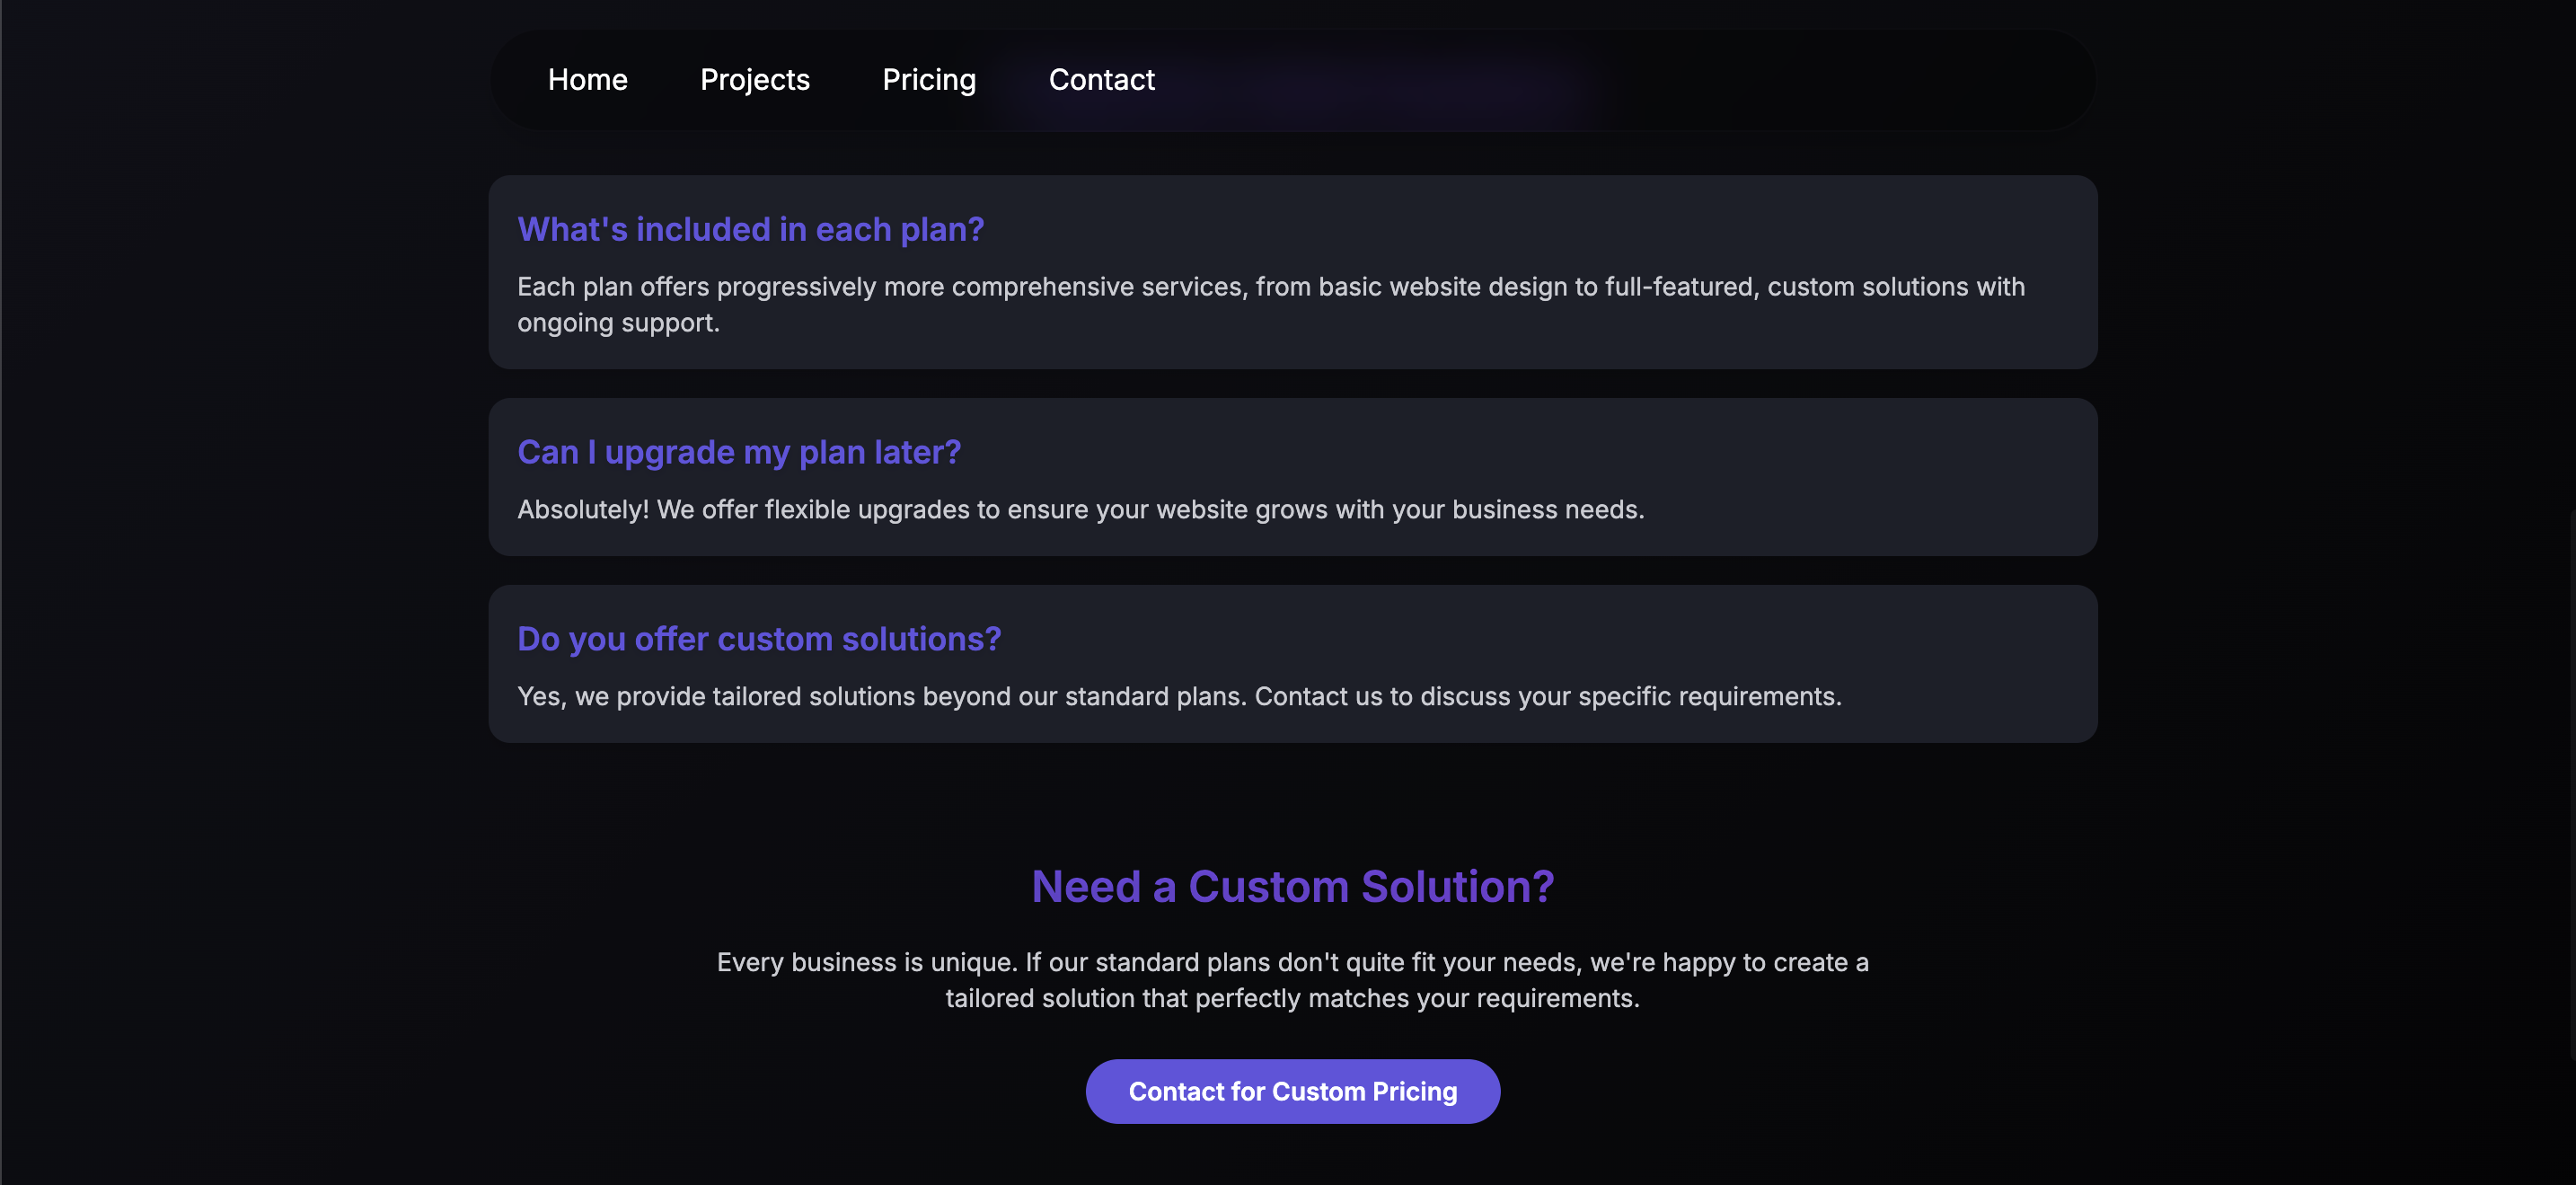 Home Projects Pricing Contact
What's included in each plan?
Each plan offers progressively more comprehensive services, from basic website design to full-featured, custom solutions with
ongoing support.
Can I upgrade my plan later?
Absolutely! We offer flexible upgrades to ensure your website grows with your business needs.
Do you offer custom solutions?
Yes, we provide tailored solutions beyond our standard plans. Contact us to discuss your specific requirements.
Need a Custom Solution?
Every business is unique. If our standard plans don't quite fit your needs, we're happy to create a
tailored solution that perfectly matches your requirements.
Contact for Custom Pricing